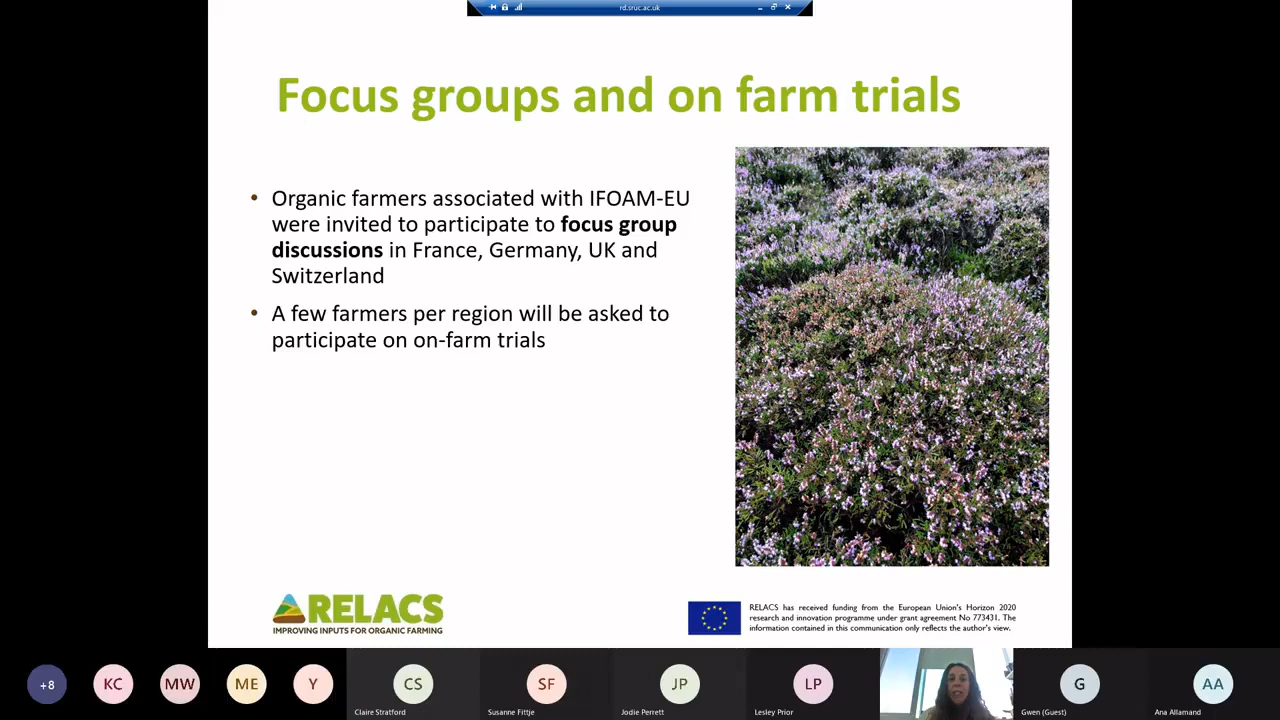 rd.sruc.ac.uk
Focus groups and on farm trials
• Organic farmers associated with IFOAM-EU
were invited to participate to focus group
discussions in France, Germany, UK and
Switzerland
• A few farmers per region will be asked to
participate on on-farm trials
RELACS
IMPROVING INPUTS FOR ORGANIC FARMING
RELACS has received funding from the European Union's Horizon 2020
research and innovation programme under grant agreement No 773431. The
information contained in this communication only reflects the author's view.
+8
KC
MW
ME
Y
CS
Claire Stratford
SF
Susanne Fittje
JP
Jodie Perrett
LP
Lesley Prior
G
Gwen (Guest)
AA
Ana Allamand